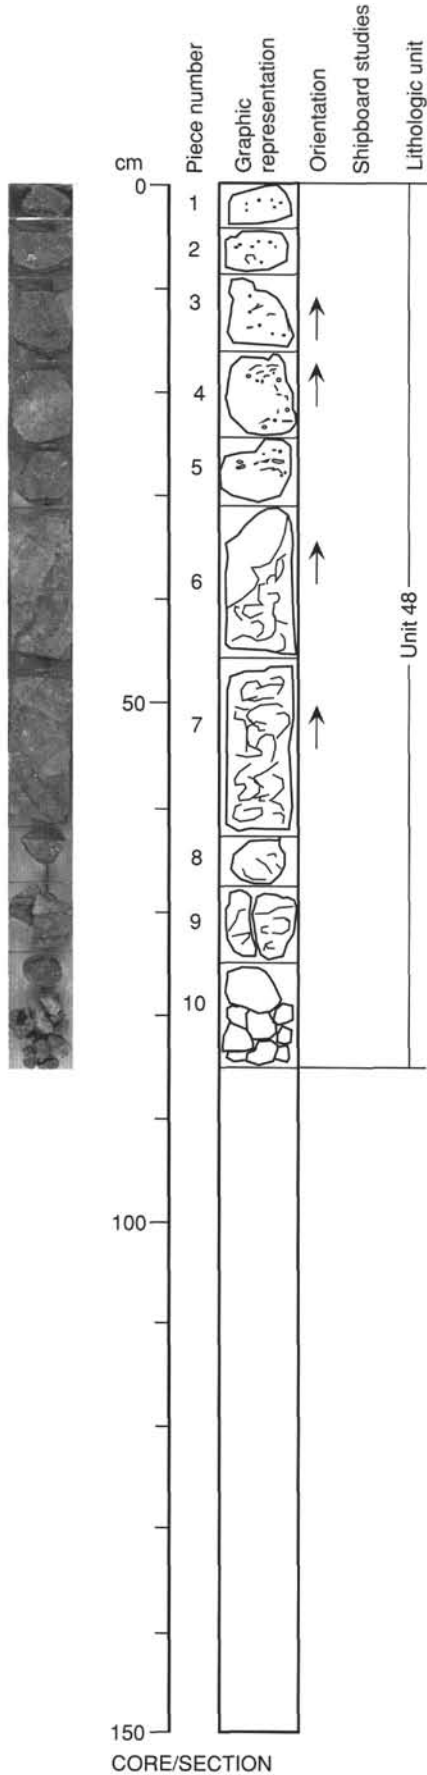 cm
Piece number
Graphic
representation
Orientation
Shipboard studies
Lithologic unit
0
1
2
3
4
5
6
50
7
8
9
10
Unit 48
100
150
CORE/SECTION